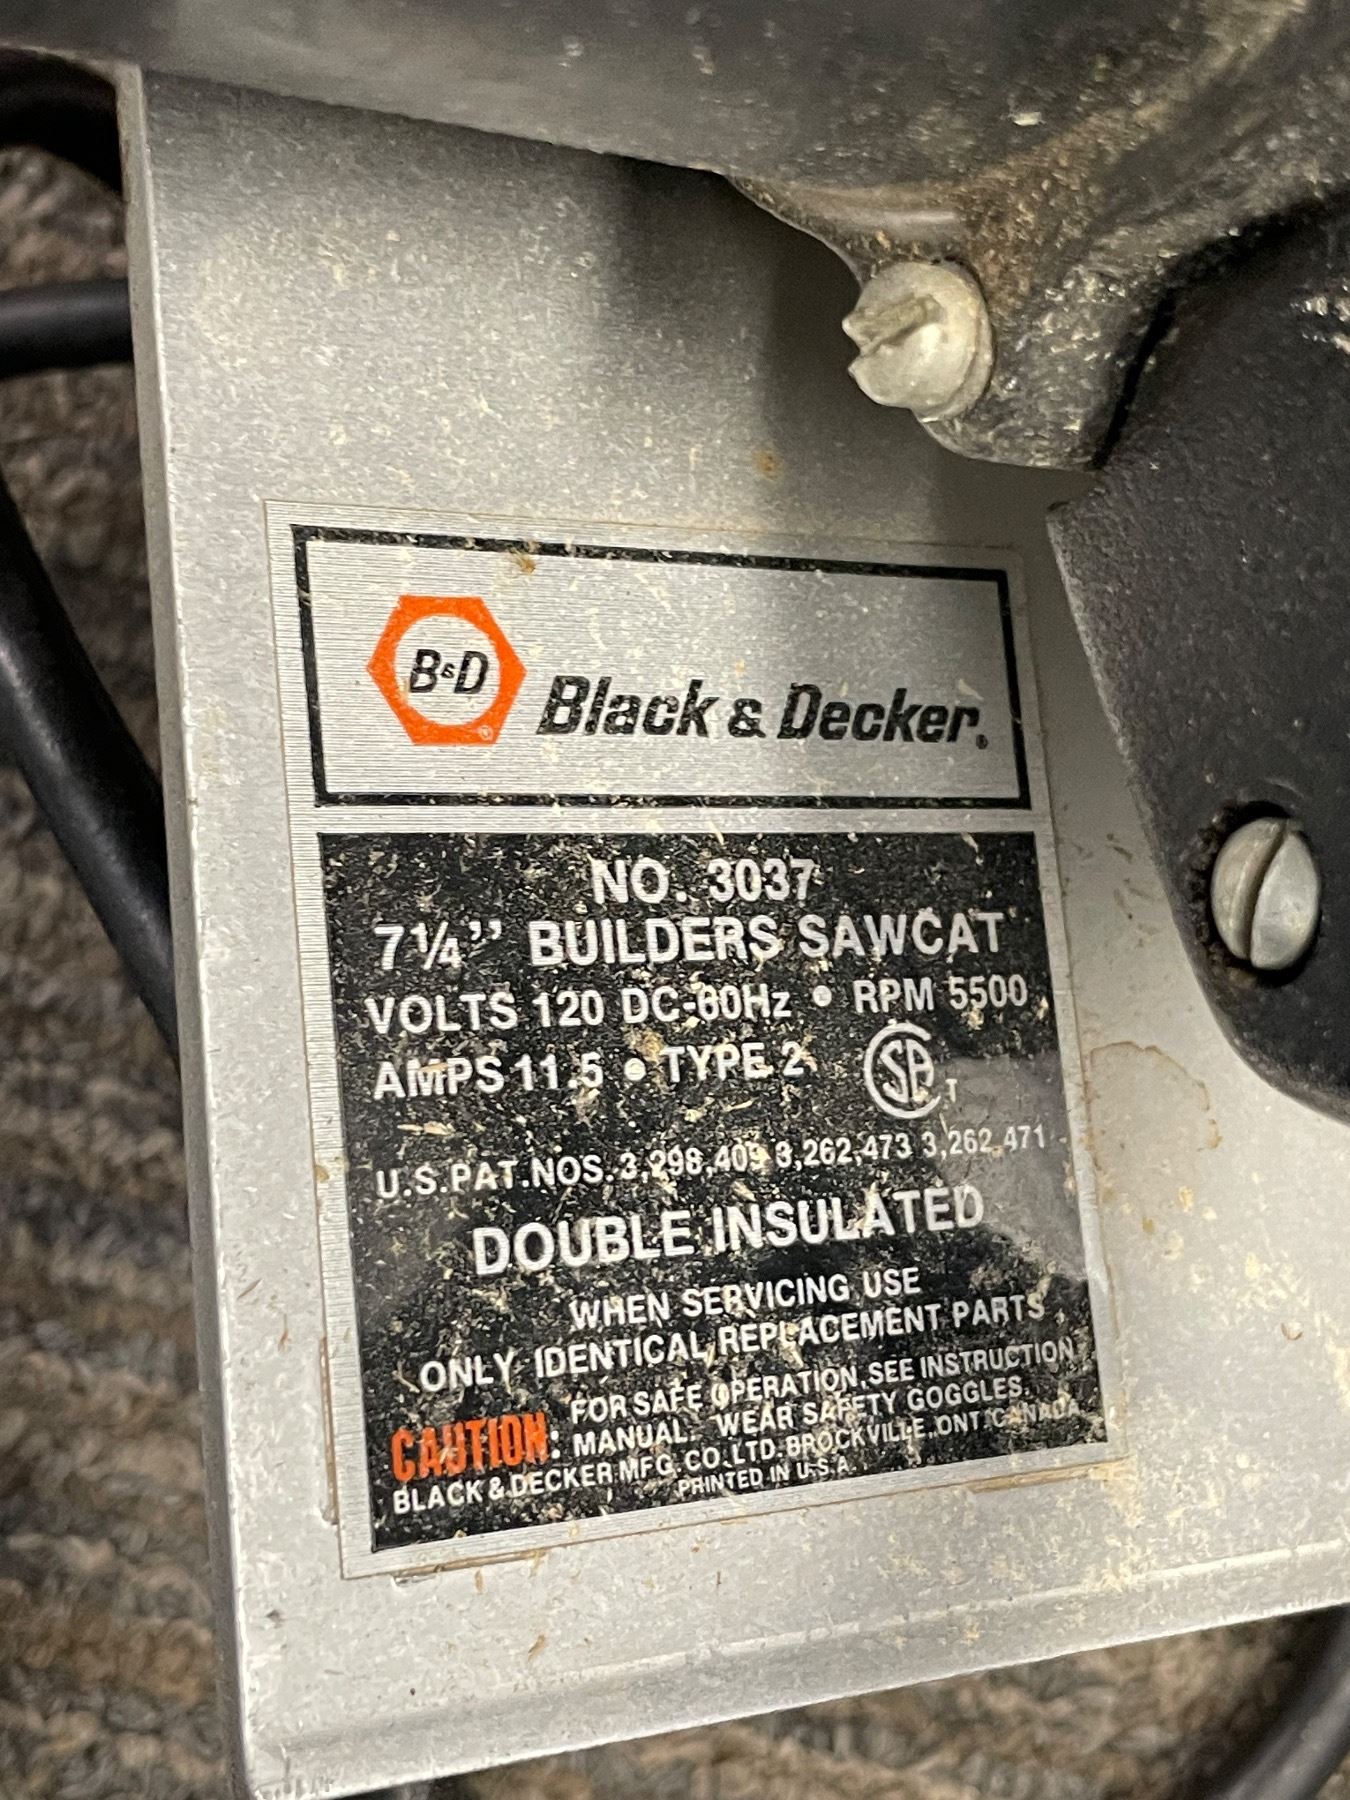 B&D ®
Black & Decker®
NO. 3037
7¼" BUILDERS SAWCAT
VOLTS 120 DC-60Hz • RPM 5500
AMPS 11.5 • TYPE 2 SA T
U.S.PAT.NOS. 3,298,409 3,262,473 3,262,471
DOUBLE INSULATED
WHEN SERVICING USE
ONLY IDENTICAL REPLACEMENT PARTS
CAUTION: FOR SAFE OPERATION, SEE INSTRUCTION
MANUAL. WEAR SAFETY GOGGLES.
BLACK & DECKER MFG. CO. LTD. BROCKVILLE. ONT. CANADA
PRINTED IN U.S.A.